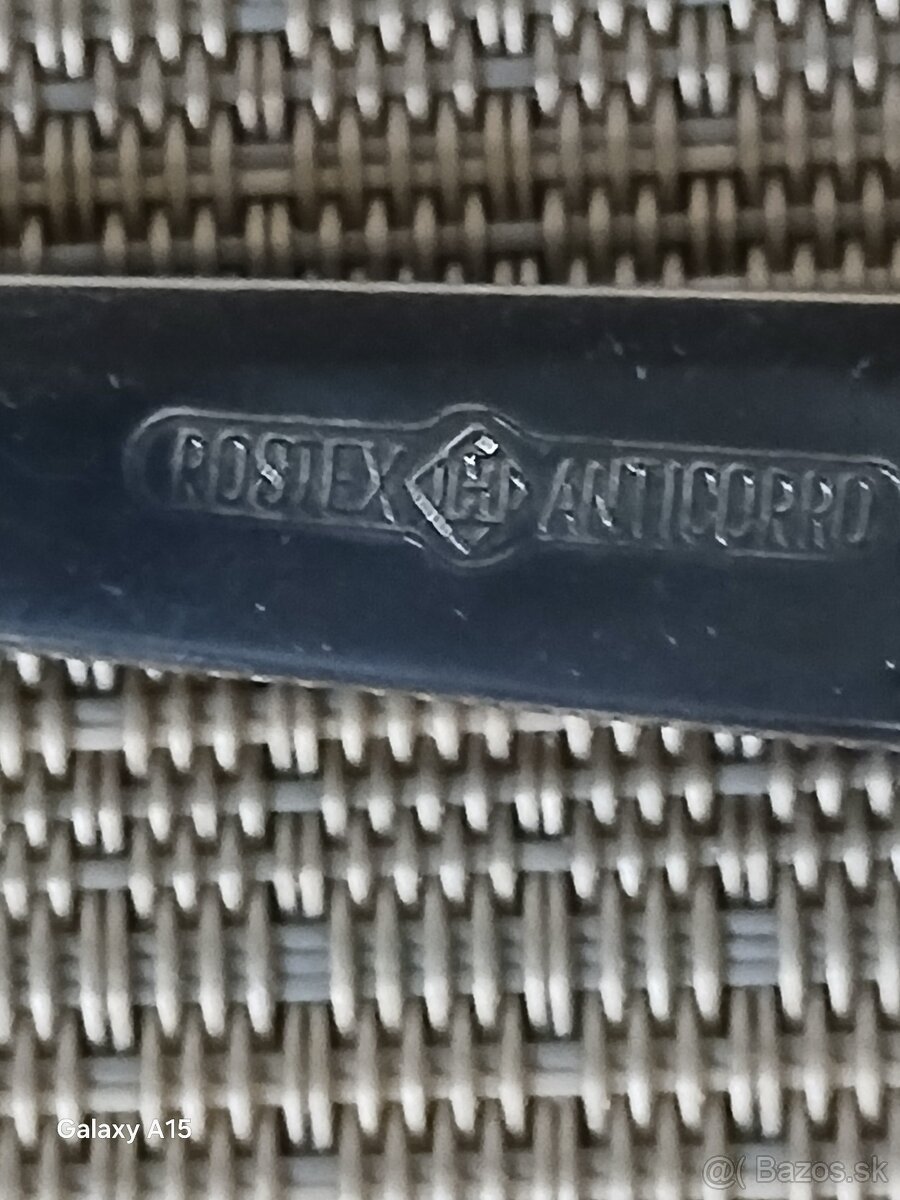 ROSTEX H ANTICORRO
Galaxy A15
@( Bazos.sk